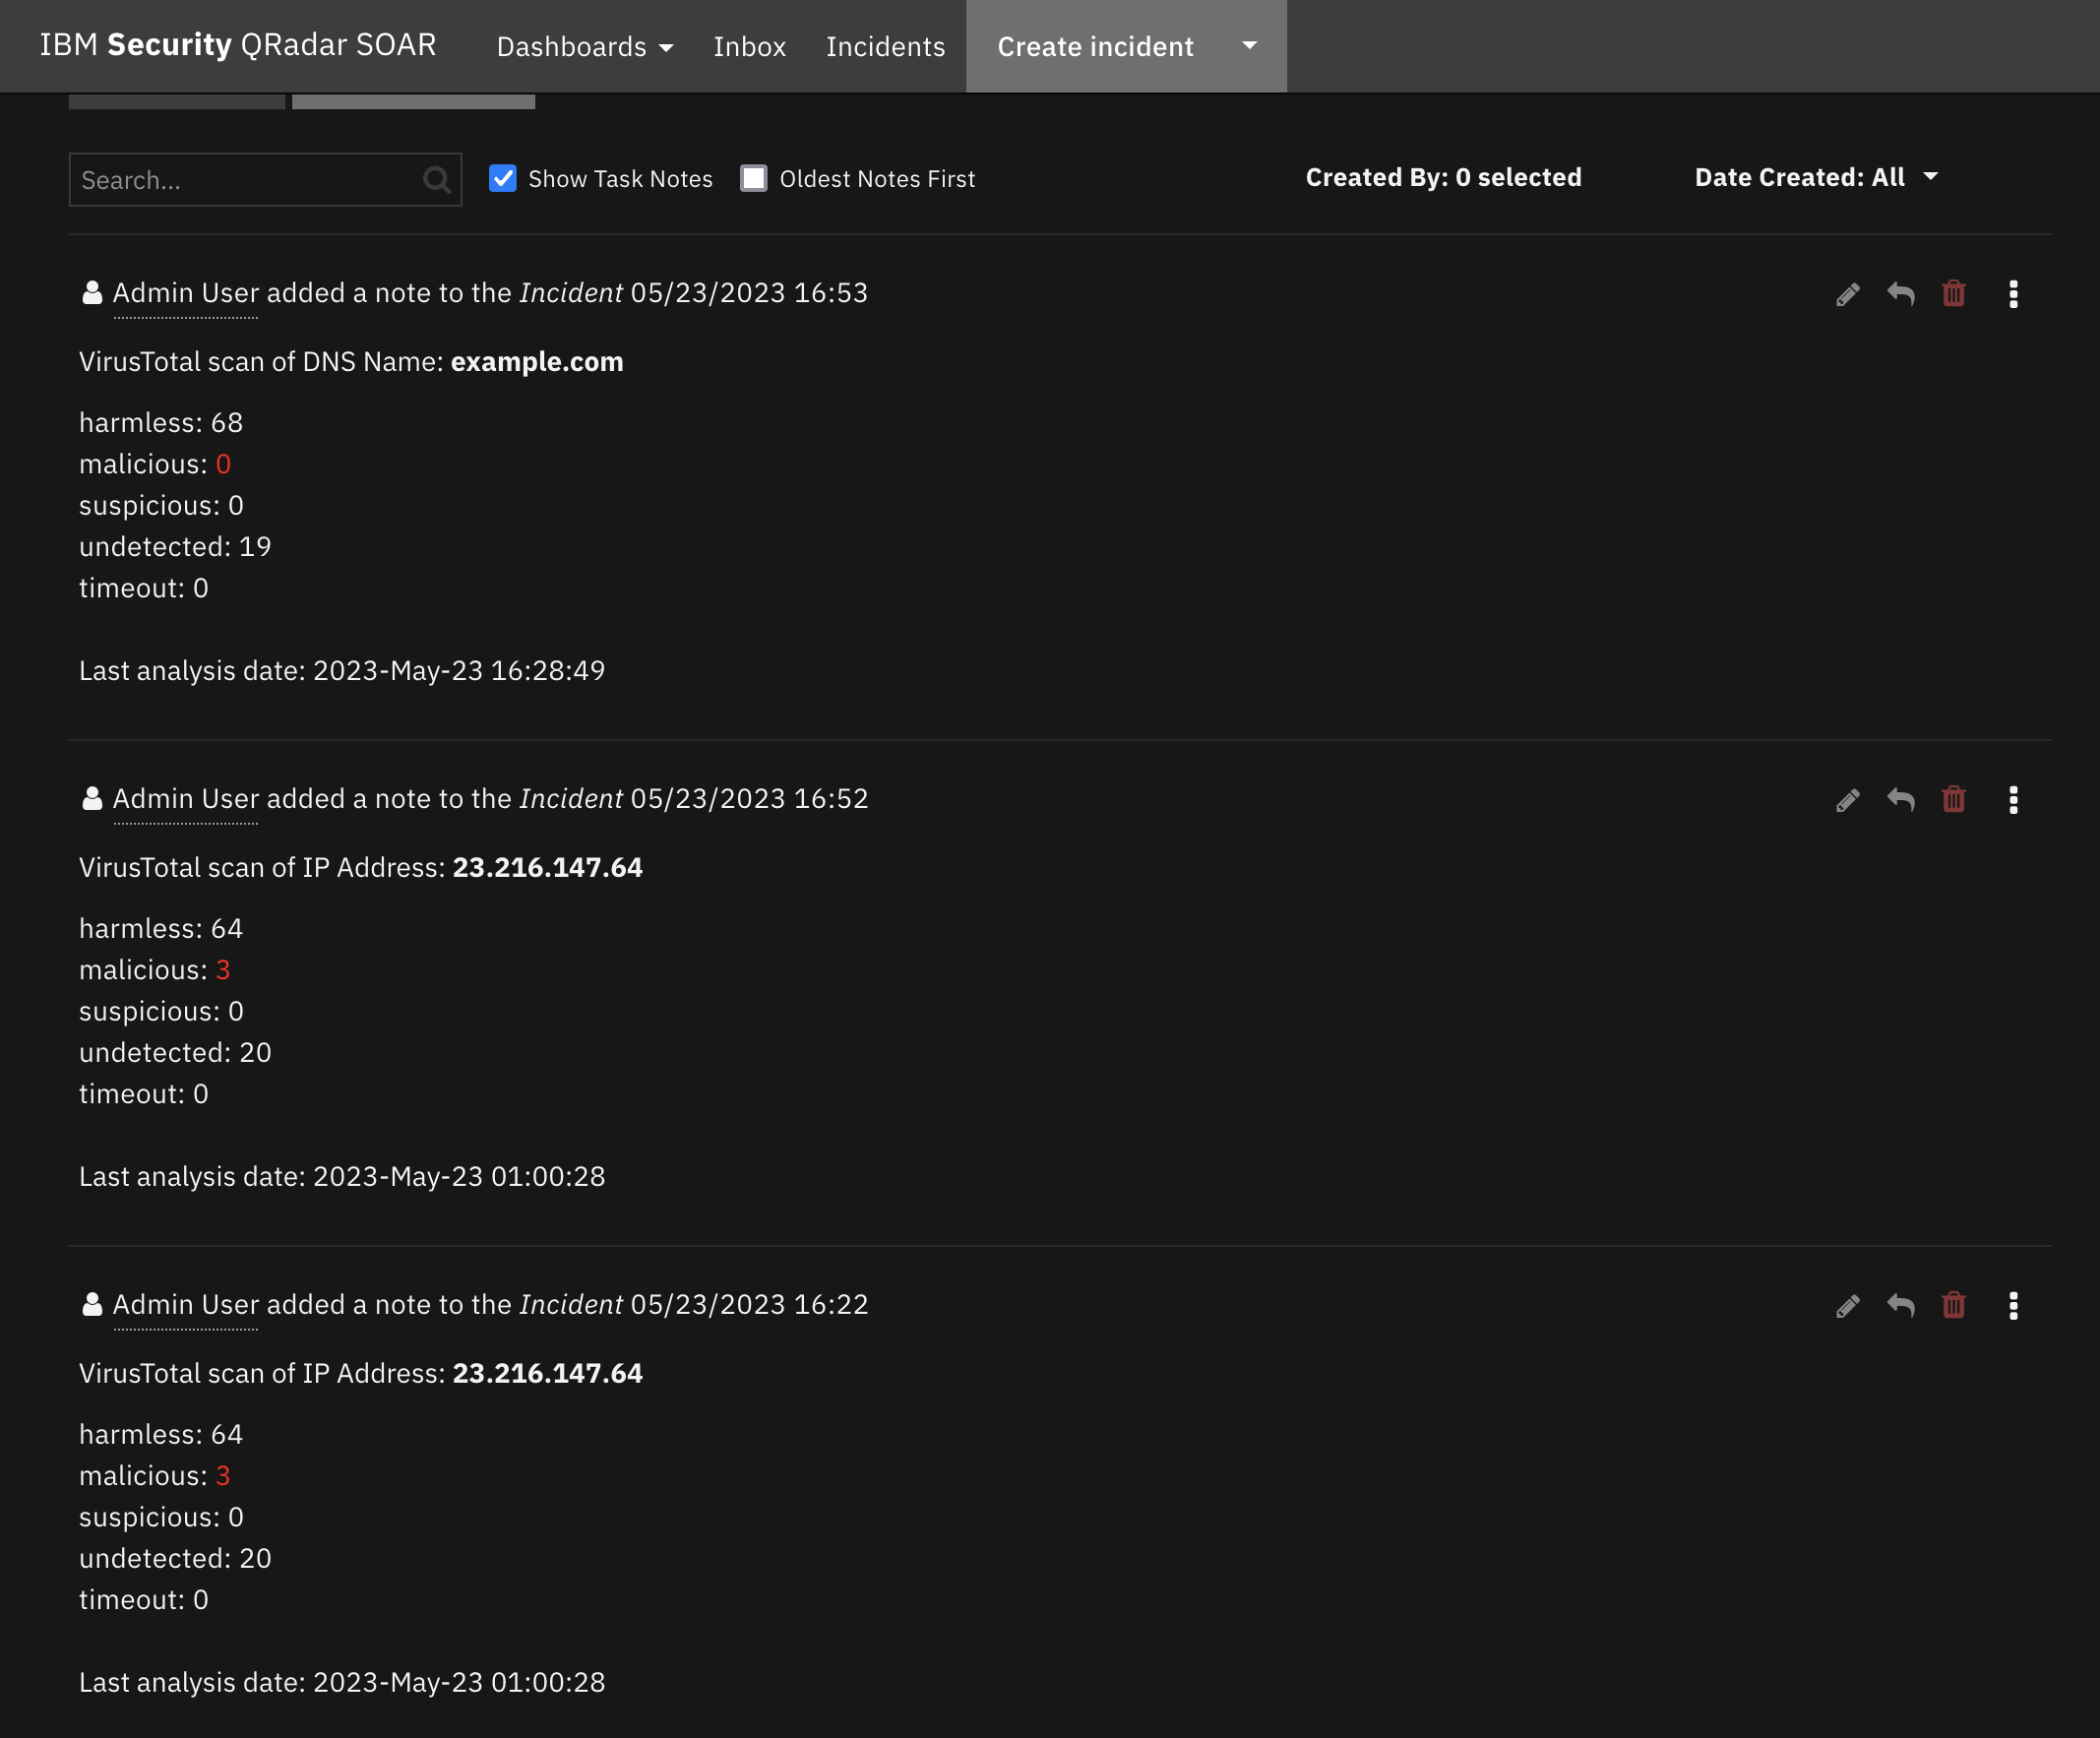 IBM Security QRadar SOAR Dashboards Inbox Incidents Create incident
Search... Show Task Notes Oldest Notes First Created By: 0 selected Date Created: All
Admin User added a note to the Incident 05/23/2023 16:53
VirusTotal scan of DNS Name: example.com
harmless: 68
malicious: 0
suspicious: 0
undetected: 19
timeout: 0
Last analysis date: 2023-May-23 16:28:49
Admin User added a note to the Incident 05/23/2023 16:52
VirusTotal scan of IP Address: 23.216.147.64
harmless: 64
malicious: 3
suspicious: 0
undetected: 20
timeout: 0
Last analysis date: 2023-May-23 01:00:28
Admin User added a note to the Incident 05/23/2023 16:22
VirusTotal scan of IP Address: 23.216.147.64
harmless: 64
malicious: 3
suspicious: 0
undetected: 20
timeout: 0
Last analysis date: 2023-May-23 01:00:28